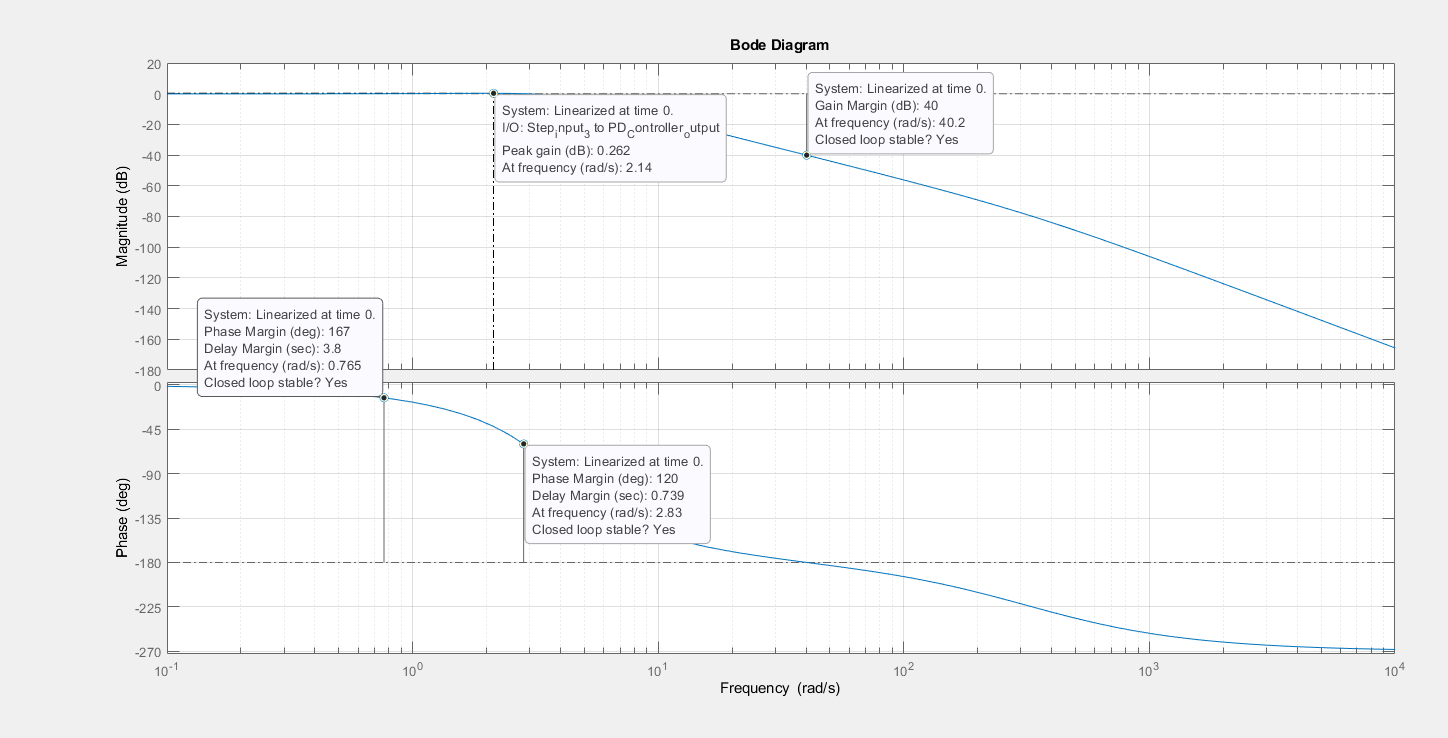 Bode Diagram
20
0
-20
-40
-60
-80
-100
-120
-140
-160
-180
Magnitude (dB)
System: Linearized at time 0.
I/O: Step_input_3 to PD_Controller_output
Peak gain (dB): 0.262
At frequency (rad/s): 2.14
System: Linearized at time 0.
Gain Margin (dB): 40
At frequency (rad/s): 40.2
Closed loop stable? Yes
System: Linearized at time 0.
Phase Margin (deg): 167
Delay Margin (sec): 3.8
At frequency (rad/s): 0.765
Closed loop stable? Yes
0
-45
-90
-135
-180
-225
-270
Phase (deg)
System: Linearized at time 0.
Phase Margin (deg): 120
Delay Margin (sec): 0.739
At frequency (rad/s): 2.83
Closed loop stable? Yes
10^-1 10^0 10^1 10^2 10^3 10^4
Frequency (rad/s)